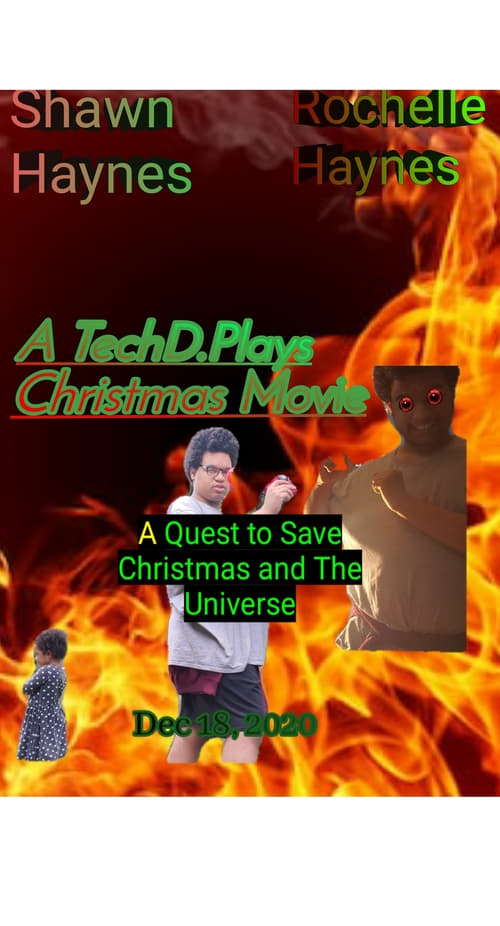 Shawn
Haynes
Rochelle
Haynes
A TechD.Plays
Christmas Movie
A Quest to Save
Christmas and The
Universe
Dec 18, 2020